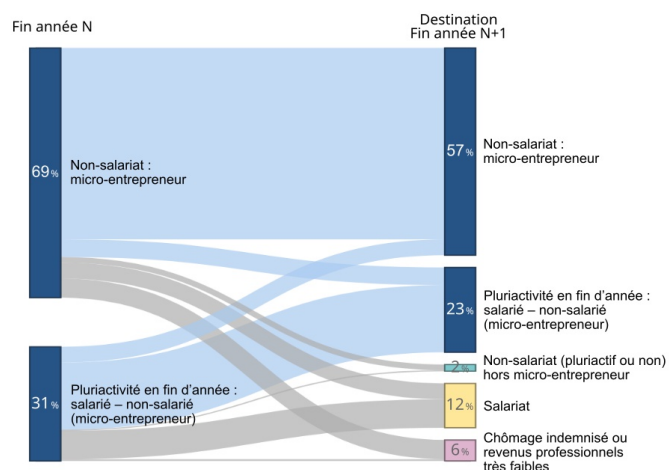 Fin année N
Destination
Fin année N+1
69 %
Non-salariat :
micro-entrepreneur
57 %
Non-salariat :
micro-entrepreneur
23 %
Pluriactivité en fin d'année :
salarié – non-salarié
(micro-entrepreneur)
2 %
Non-salariat (pluriactif ou non)
hors micro-entrepreneur
31 %
Pluriactivité en fin d'année :
salarié – non-salarié
(micro-entrepreneur)
12 %
Salariat
6 %
Chômage indemnisé ou
revenus professionnels
très faibles